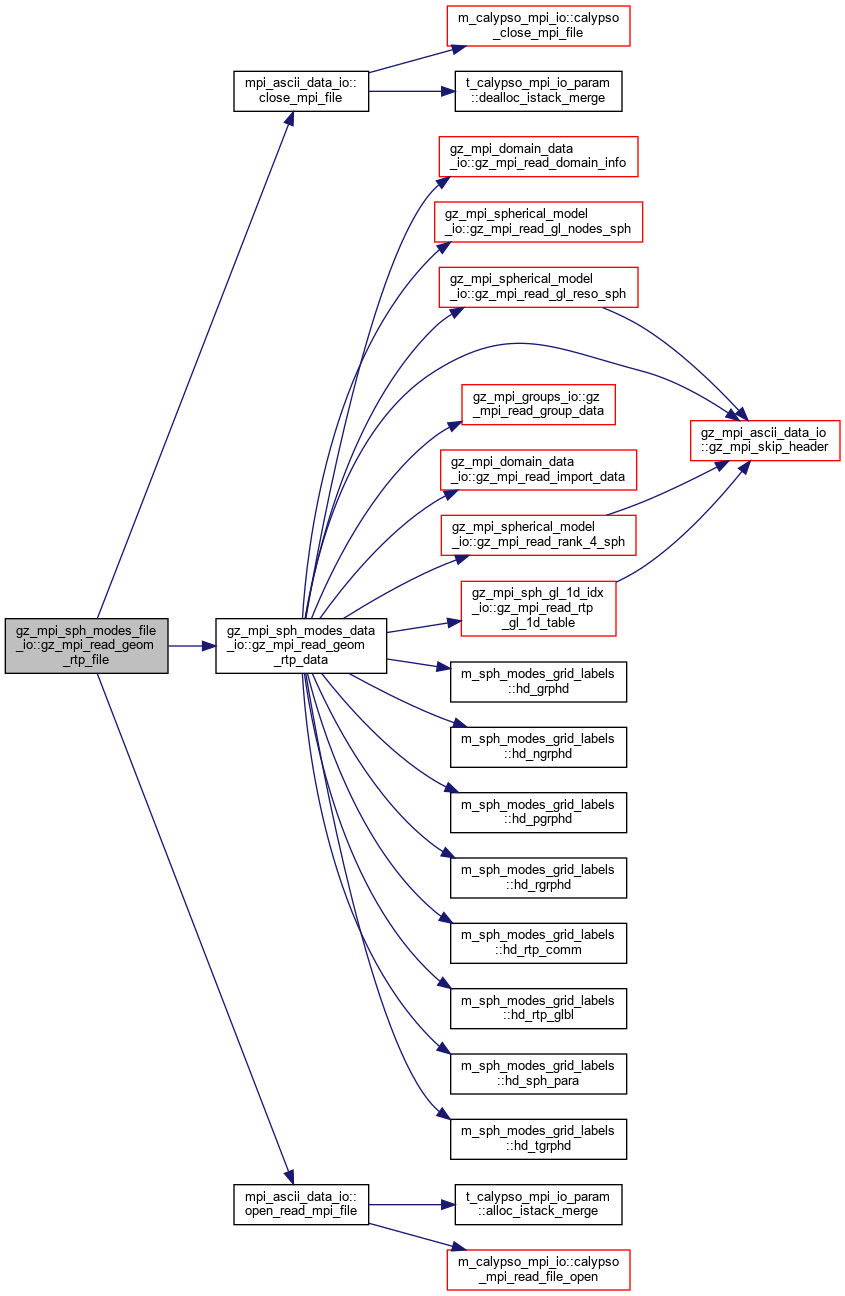 m_calypso_mpi_io::calypso
_close_mpi_file
mpi_ascii_data_io::
close_mpi_file
t_calypso_mpi_io_param
::dealloc_istack_merge
gz_mpi_domain_data
_io::gz_mpi_read_domain_info
gz_mpi_spherical_model
_io::gz_mpi_read_gl_nodes_sph
gz_mpi_spherical_model
_io::gz_mpi_read_gl_reso_sph
gz_mpi_groups_io::gz
_mpi_read_group_data
gz_mpi_ascii_data_io
::gz_mpi_skip_header
gz_mpi_domain_data
_io::gz_mpi_read_import_data
gz_mpi_spherical_model
_io::gz_mpi_read_rank_4_sph
gz_mpi_sph_gl_1d_idx
_io::gz_mpi_read_rtp
_gl_1d_table
gz_mpi_sph_modes_file
_io::gz_mpi_read_geom
_rtp_file
gz_mpi_sph_modes_data
_io::gz_mpi_read_geom
_rtp_data
m_sph_modes_grid_labels
::hd_grphd
m_sph_modes_grid_labels
::hd_ngrphd
m_sph_modes_grid_labels
::hd_pgrphd
m_sph_modes_grid_labels
::hd_rgrphd
m_sph_modes_grid_labels
::hd_rtp_comm
m_sph_modes_grid_labels
::hd_rtp_glbl
m_sph_modes_grid_labels
::hd_sph_para
m_sph_modes_grid_labels
::hd_tgrphd
mpi_ascii_data_io::
open_read_mpi_file
t_calypso_mpi_io_param
::alloc_istack_merge
m_calypso_mpi_io::calypso
_mpi_read_file_open